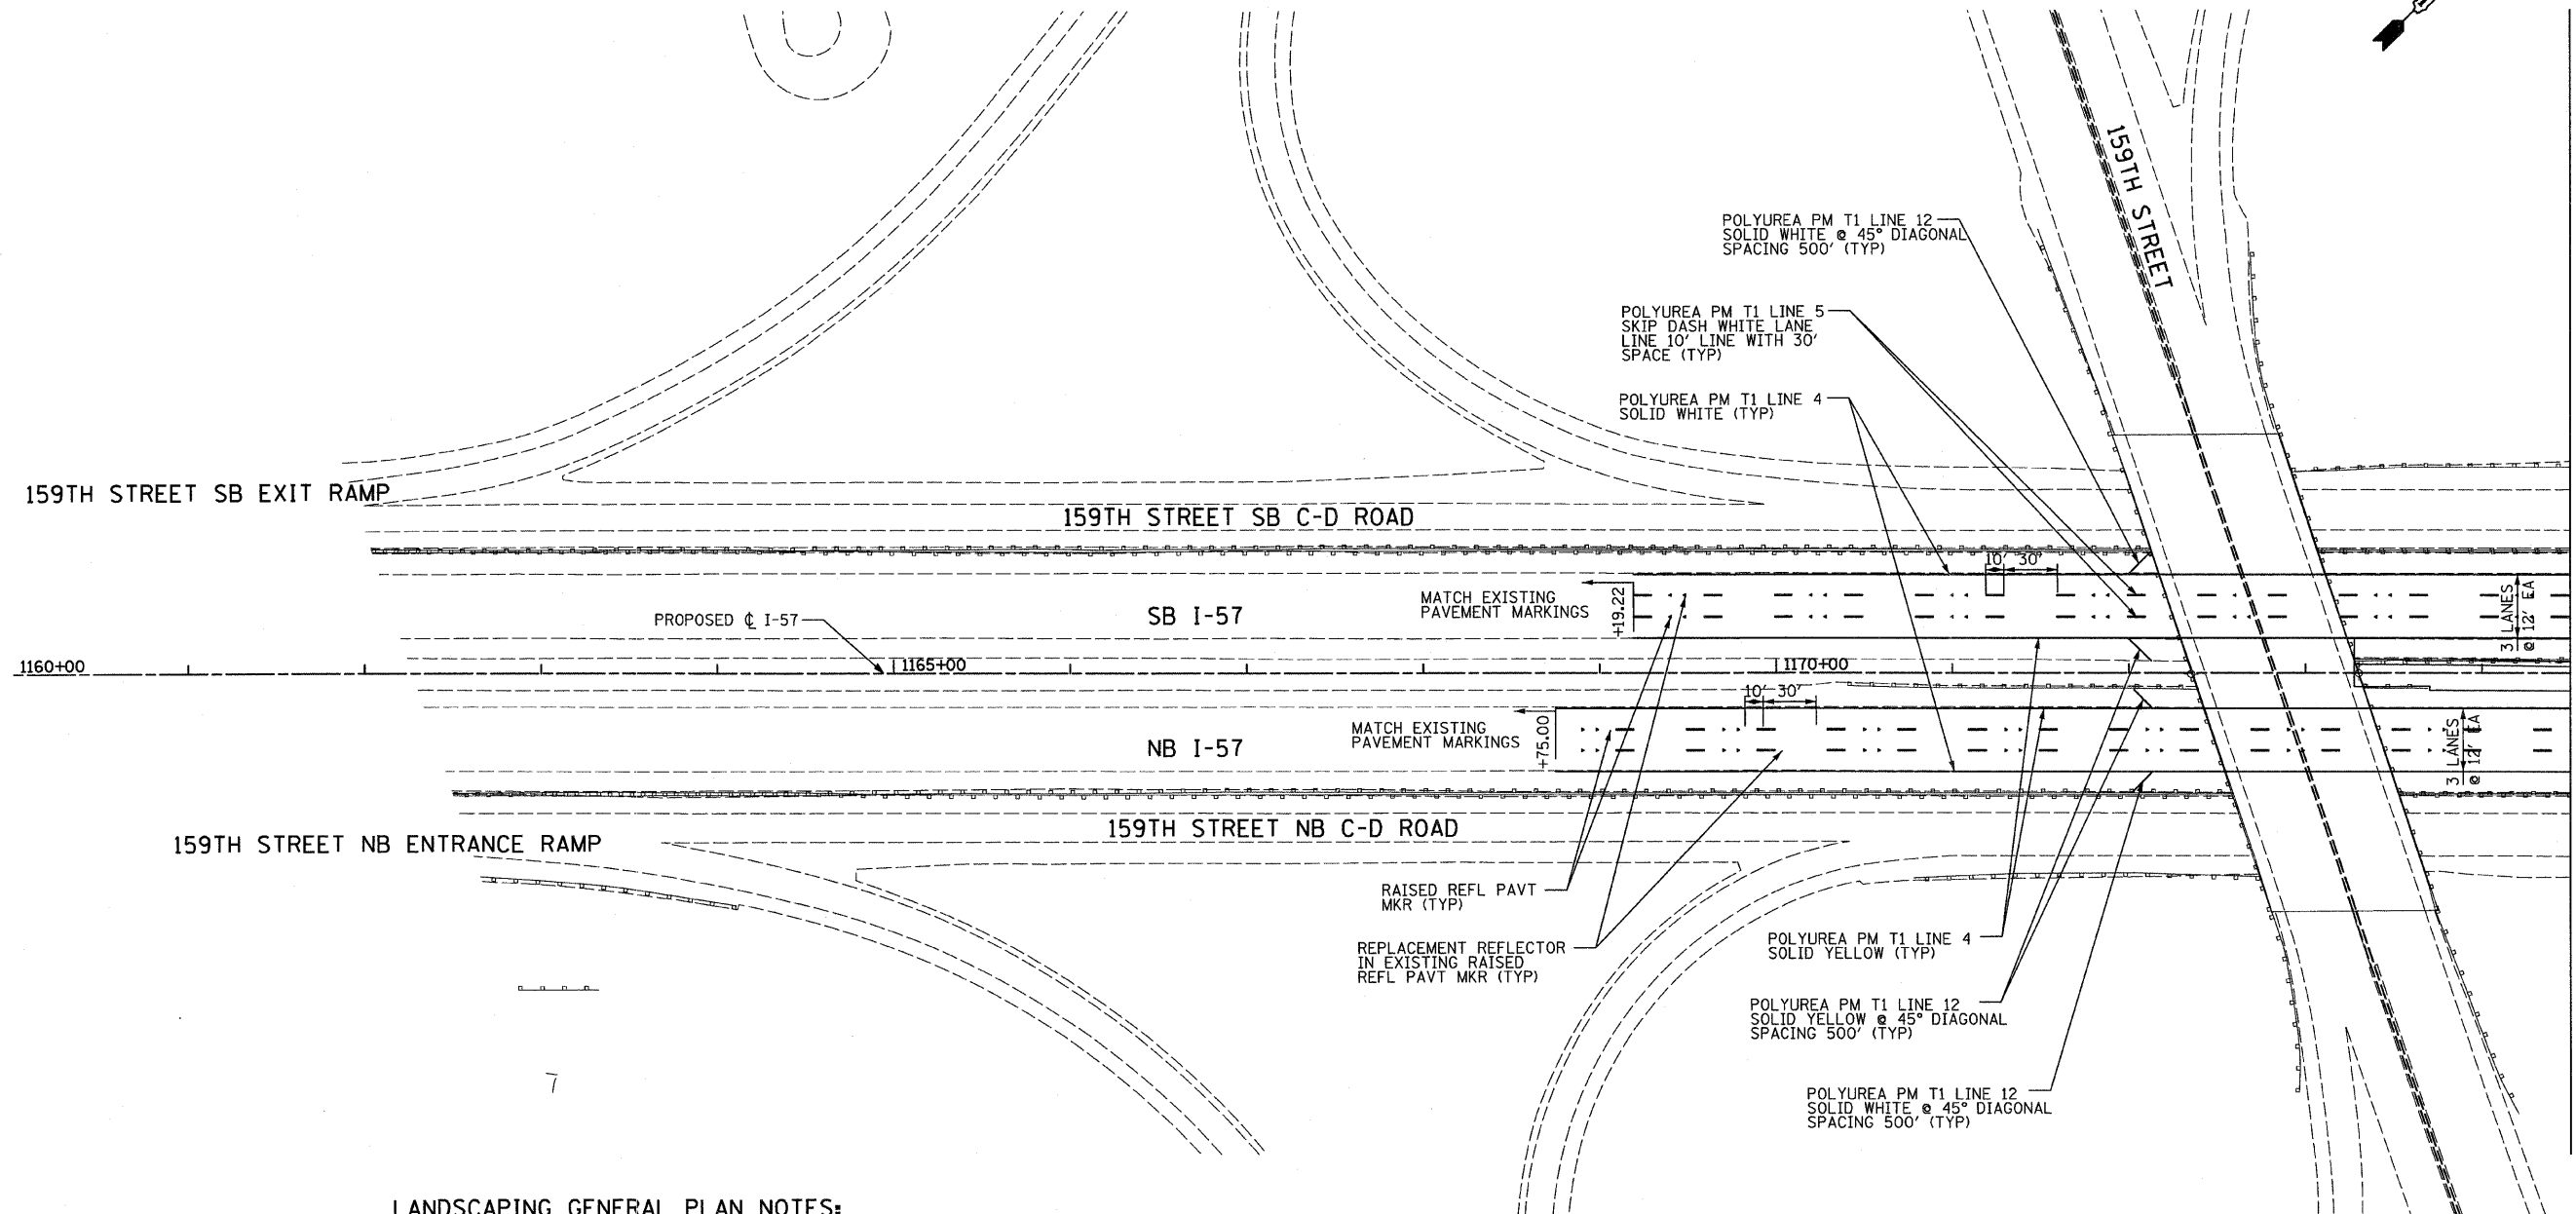 159TH STREET
POLYUREA PM T1 LINE 12
SOLID WHITE @ 45° DIAGONAL
SPACING 500' (TYP)
POLYUREA PM T1 LINE 5
SKIP DASH WHITE LANE
LINE 10' LINE WITH 30'
SPACE (TYP)
POLYUREA PM T1 LINE 4
SOLID WHITE (TYP)
159TH STREET SB EXIT RAMP
159TH STREET SB C-D ROAD
10' 30'
MATCH EXISTING
PAVEMENT MARKINGS
+19.22
SB I-57
3 LANES
@ 12' EA
PROPOSED ℄ I-57
1160+00
1165+00
1170+00
10' 30'
MATCH EXISTING
PAVEMENT MARKINGS
+75.00
NB I-57
3 LANES
@ 12' EA
159TH STREET NB C-D ROAD
159TH STREET NB ENTRANCE RAMP
RAISED REFL PAVT
MKR (TYP)
REPLACEMENT REFLECTOR
IN EXISTING RAISED
REFL PAVT MKR (TYP)
POLYUREA PM T1 LINE 4
SOLID YELLOW (TYP)
POLYUREA PM T1 LINE 12
SOLID YELLOW @ 45° DIAGONAL
SPACING 500' (TYP)
POLYUREA PM T1 LINE 12
SOLID WHITE @ 45° DIAGONAL
SPACING 500' (TYP)
LANDSCAPING GENERAL PLAN NOTES: